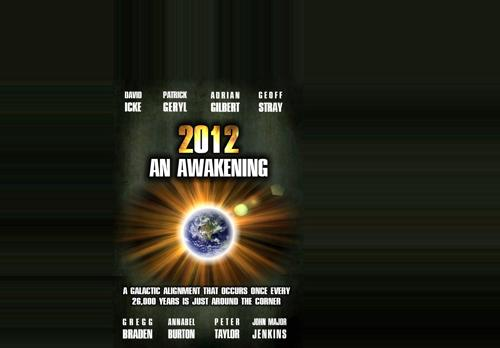 DAVID PATRICK ADRIAN GEOFF
ICKE GERYL GILBERT STRAY
2012
AN AWAKENING
A GALACTIC ALIGNMENT THAT OCCURS ONCE EVERY
26,000 YEARS IS JUST AROUND THE CORNER
GREGG ANNABEL PETER JOHN MAJOR
BRADEN BURTON TAYLOR JENKINS